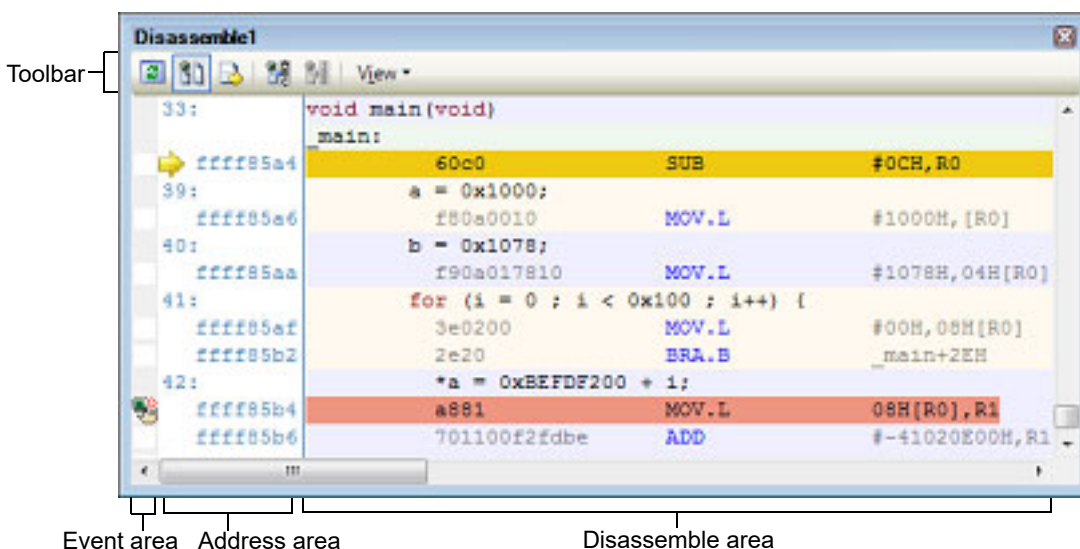 Disassemble1
Toolbar
View
33: void main(void)
_main:
ffff85a4 60c0 SUB #0CH,R0
39: a = 0x1000;
ffff85a6 f80a0010 MOV.L #1000H,[R0]
40: b = 0x1078;
ffff85aa f90a017810 MOV.L #1078H,04H[R0]
41: for (i = 0 ; i < 0x100 ; i++) {
ffff85af 3e0200 MOV.L #00H,08H[R0]
ffff85b2 2e20 BRA.B _main+2EH
42: *a = 0xBEFDF200 + i;
ffff85b4 a881 MOV.L 08H[R0],R1
ffff85b6 701100f2fdbe ADD #-41020E00H,R1
Event area Address area Disassemble area